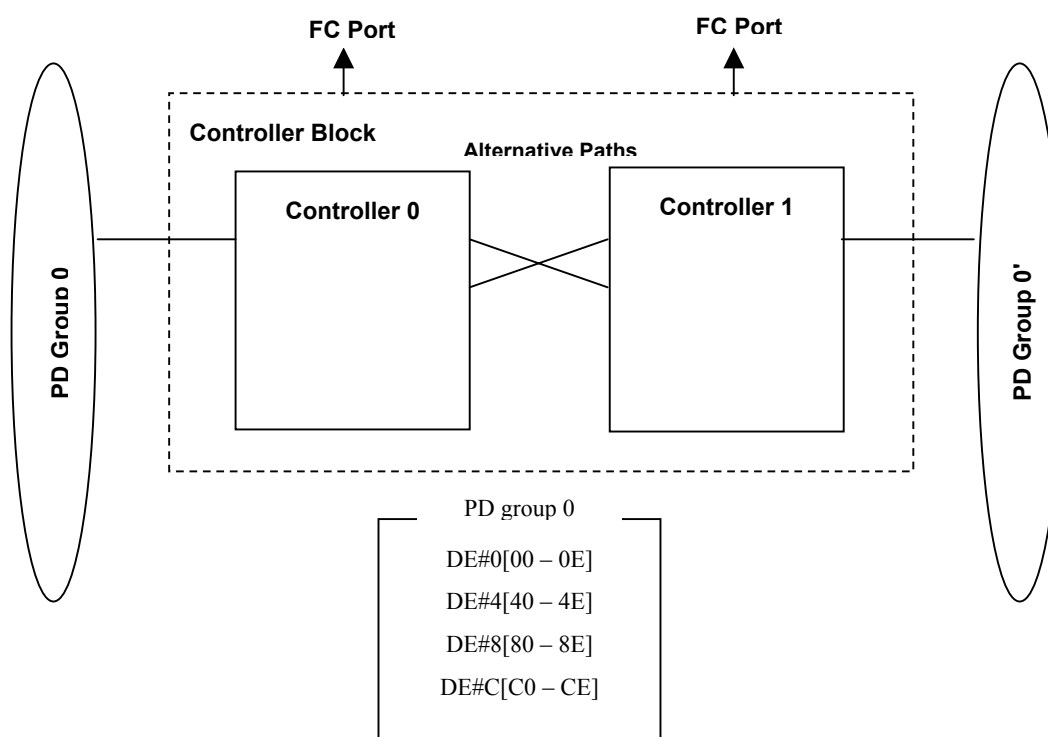 FC Port
FC Port
Controller Block
Alternative Paths
Controller 0
Controller 1
PD Group 0
PD Group 0'
PD group 0
DE#0[00 – 0E]
DE#4[40 – 4E]
DE#8[80 – 8E]
DE#C[C0 – CE]